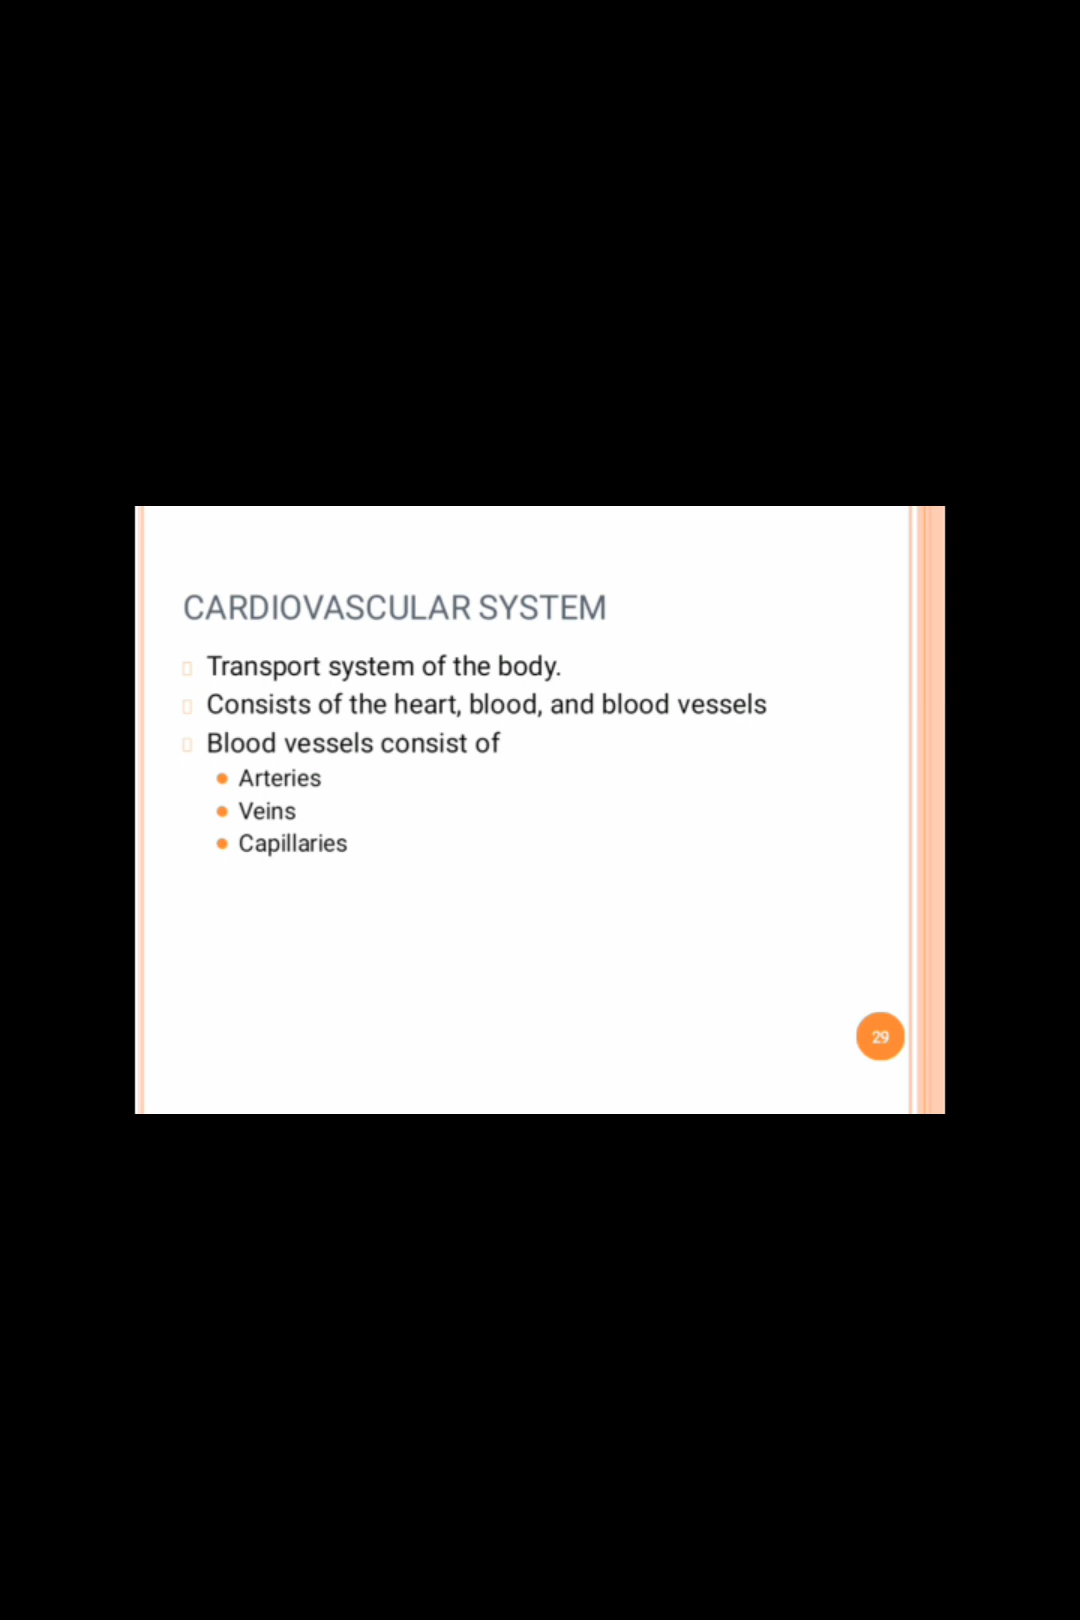 CARDIOVASCULAR SYSTEM
Transport system of the body.
Consists of the heart, blood, and blood vessels
Blood vessels consist of
Arteries
Veins
Capillaries
29